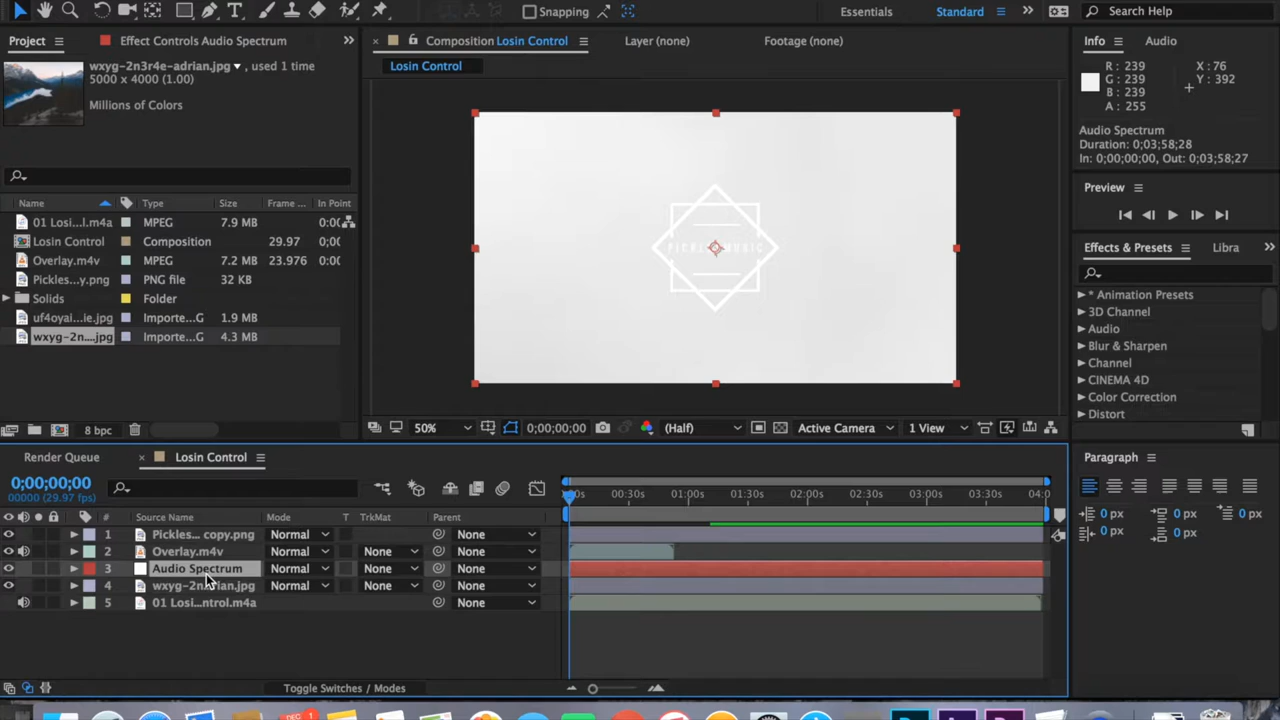 Snapping
Essentials
Standard
Search Help
Project
Effect Controls Audio Spectrum
Composition Losin Control
Layer (none)
Footage (none)
Info
Audio
Losin Control
wxyg-2n3r4e-adrian.jpg , used 1 time
5000 x 4000 (1.00)
Millions of Colors
R : 239
G : 239
B : 239
A : 255
X : 76
Y : 392
Audio Spectrum
Duration: 0;03;58;28
In: 0;00;00;00, Out: 0;03;58;27
Preview
Name Type Size Frame ... In Point
01 Losi...l.m4a MPEG 7.9 MB 0;0(
Losin Control Composition 29.97 0;0(
Overlay.m4v MPEG 7.2 MB 23.976 0;0(
Pickles...y.png PNG file 32 KB
Solids Folder
uf4oyai...ie.jpg Importe...G 1.9 MB
wxyg-2n....jpg Importe...G 4.3 MB
8 bpc
50%
0;00;00;00
(Half)
Active Camera
1 View
Effects & Presets
Libra
* Animation Presets
3D Channel
Audio
Blur & Sharpen
Channel
CINEMA 4D
Color Correction
Distort
Render Queue
Losin Control
0;00;00;00
00000 (29.97 fps)
00:30s 01:00s 01:30s 02:00s 02:30s 03:00s 03:30s 04:0
# Source Name Mode T TrkMat Parent
1 Pickles... copy.png Normal None
2 Overlay.m4v Normal None None
3 Audio Spectrum Normal None None
4 Normal None None
5 01 Losi...ntrol.m4a None
Toggle Switches / Modes
Paragraph
0 px 0 px 0 px
0 px 0 px